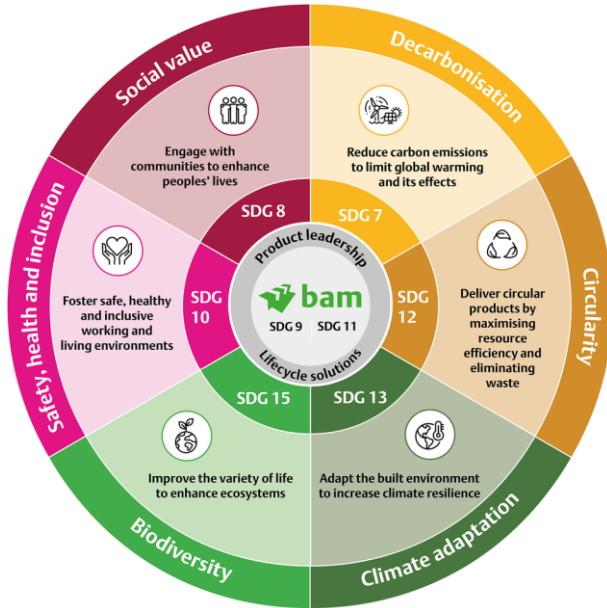 Social value
Engage with
communities to enhance
peoples' lives
SDG 8
Decarbonisation
Reduce carbon emissions
to limit global warming
and its effects
SDG 7
Circularity
Deliver circular
products by
maximising
resource
efficiency and
eliminating
waste
SDG
12
Climate adaptation
Adapt the built environment
to increase climate resilience
SDG 13
Biodiversity
Improve the variety of life
to enhance ecosystems
SDG 15
Safety, health and inclusion
Foster safe, healthy
and inclusive
working and
living environments
SDG
10
Product leadership
bam
SDG 9
SDG 11
Lifecycle solutions